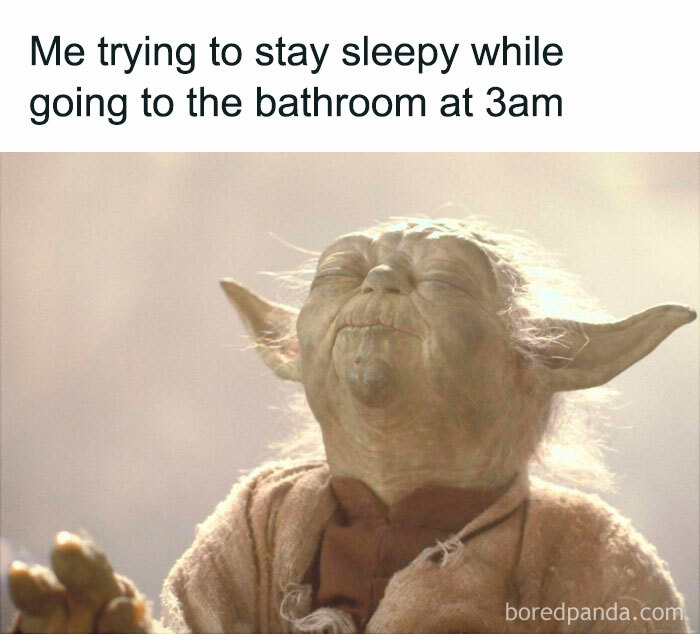 Me trying to stay sleepy while
going to the bathroom at 3am
boredpanda.com